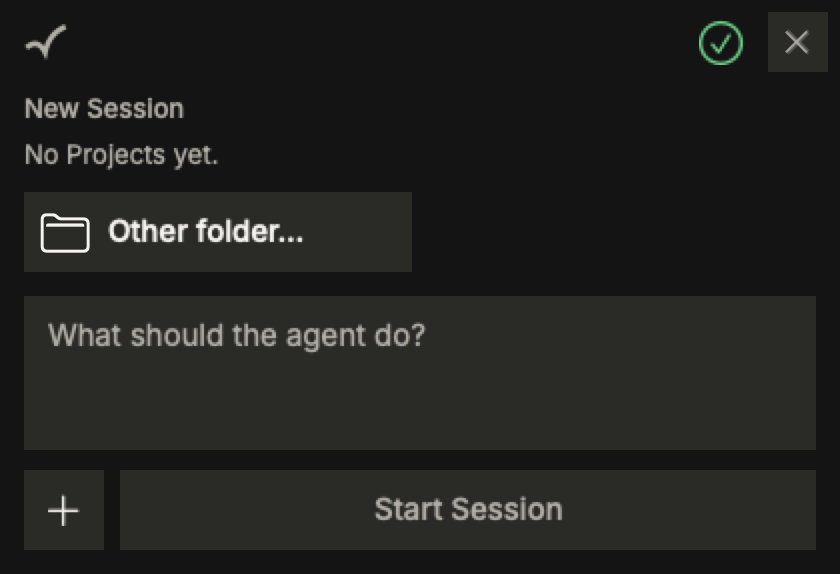 New Session
No Projects yet.
Other folder...
What should the agent do?
Start Session